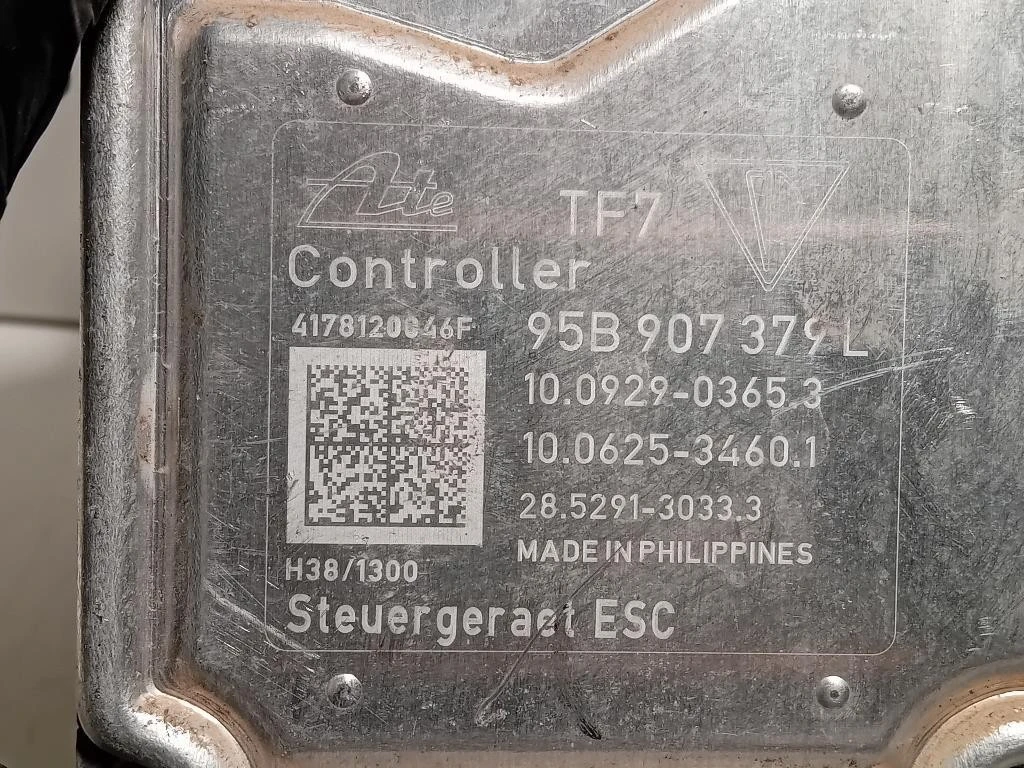 Ate
TF7
Controller
4178120046F
95B 907 379 L
10.0929-0365.3
10.0625-3460.1
28.5291-3033.3
MADE IN PHILIPPINES
H38/1300
Steuergeraet ESC